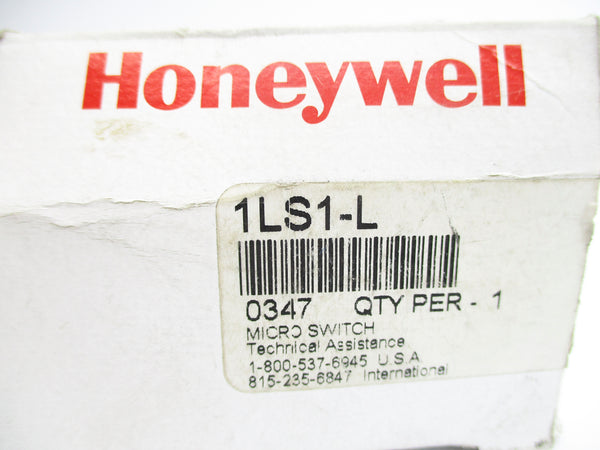 Honeywell
1LS1-L
0347 QTY PER - 1
MICRO SWITCH
Technical Assistance
1-800-537-6945 U.S.A
815-235-6847 International